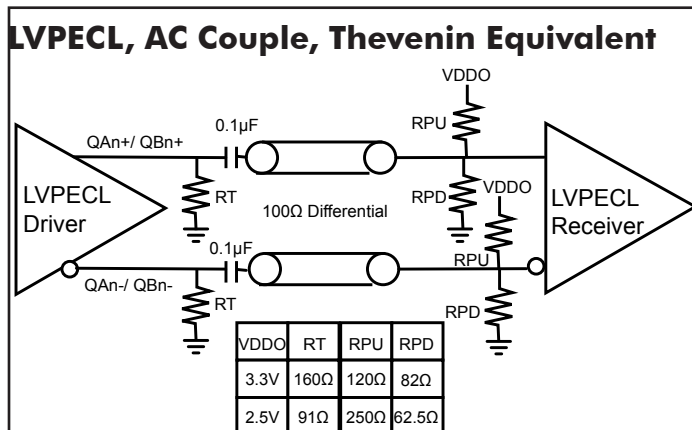 LVPECL, AC Couple, Thevenin Equivalent
VDDO
RPU
0.1µF
QAn+/ QBn+
LVPECL
Driver
RT
100Ω Differential
RPD
VDDO
LVPECL
Receiver
0.1µF
RPU
QAn-/ QBn-
RT
RPD
VDDO RT RPU RPD
3.3V 160Ω 120Ω 82Ω
2.5V 91Ω 250Ω 62.5Ω